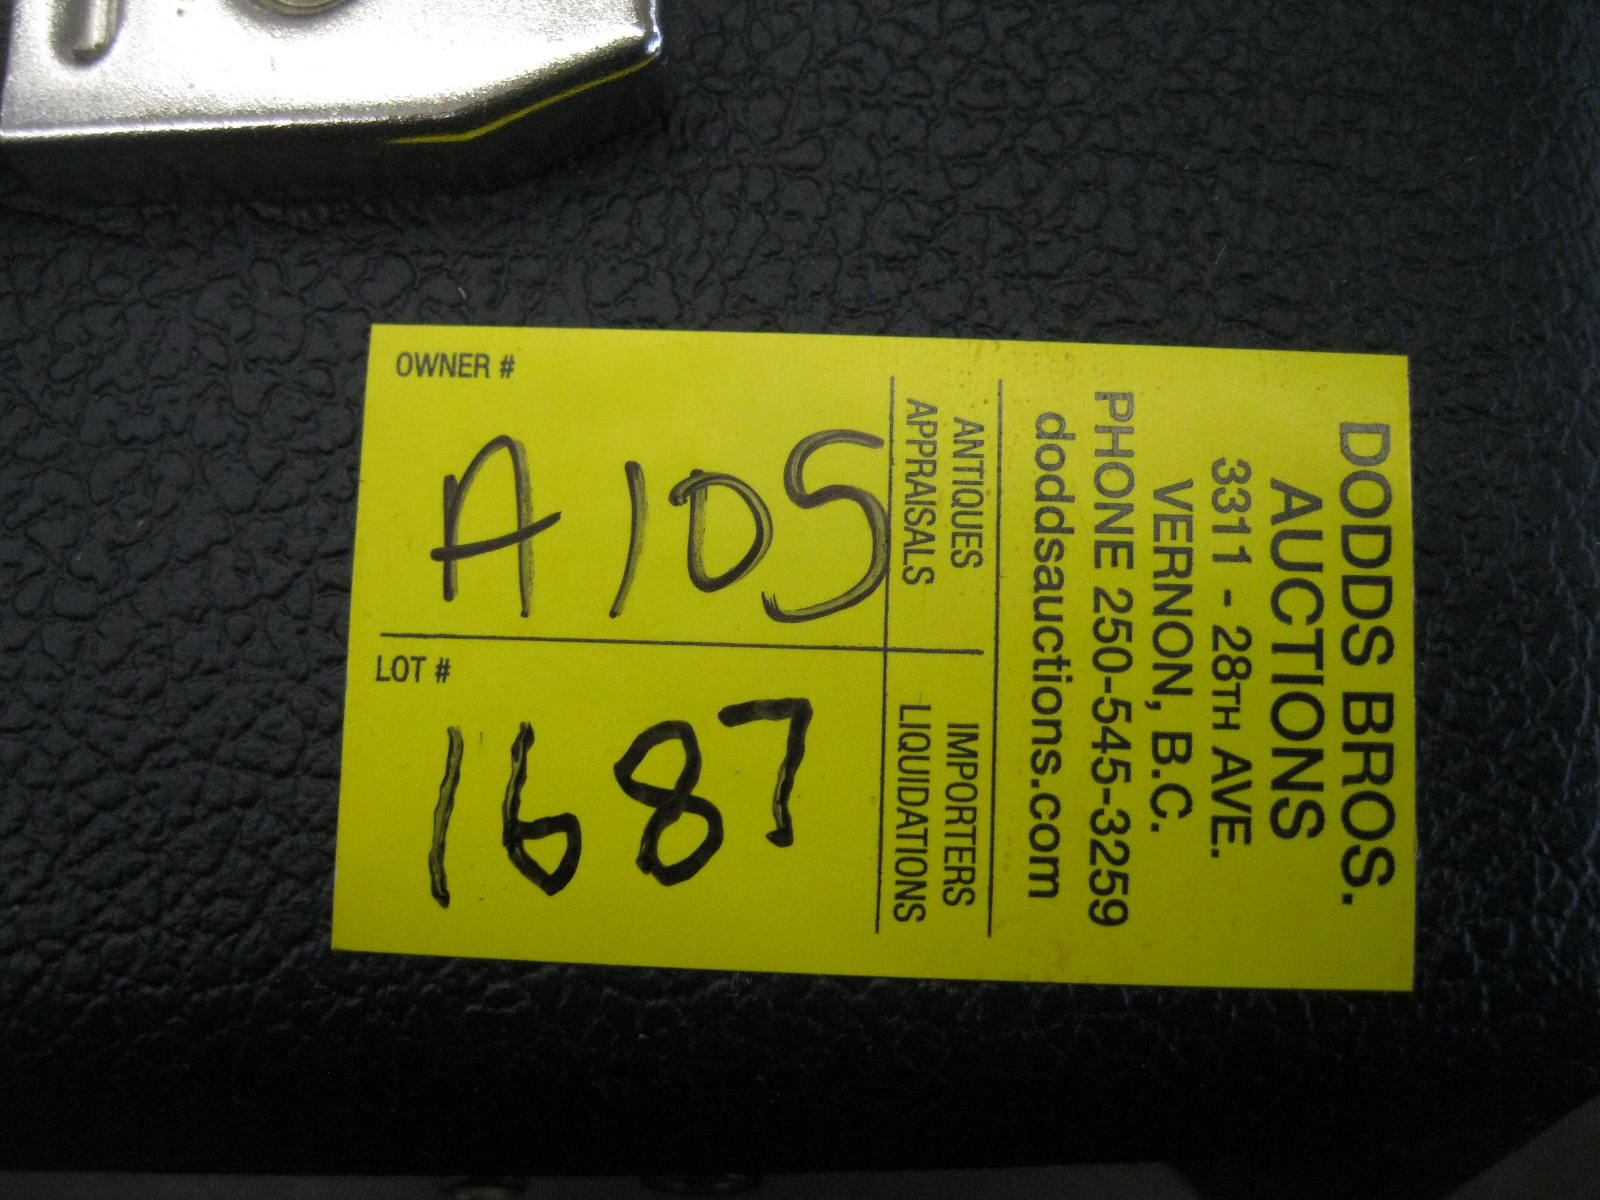 DODDS BROS.
AUCTIONS
3311 - 28TH AVE.
VERNON, B.C.
PHONE 250-545-3259
doddsauctions.com
ANTIQUES
APPRAISALS
IMPORTERS
LIQUIDATIONS
OWNER #
A105
LOT #
1687